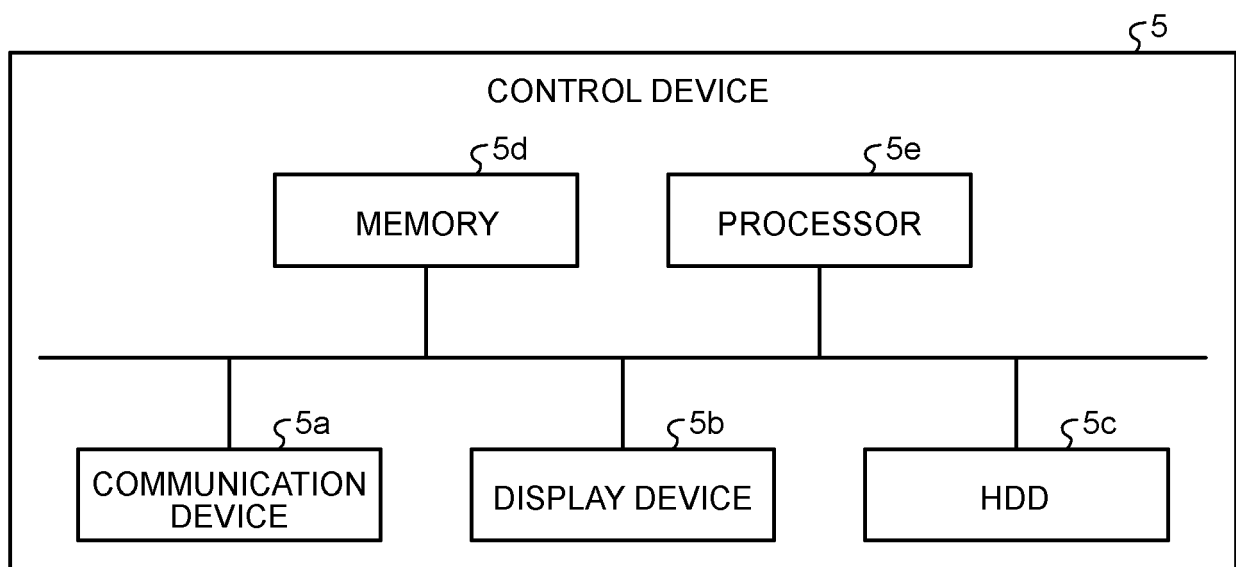 5
CONTROL DEVICE
5d
5e
MEMORY
PROCESSOR
5a
5b
5c
COMMUNICATION
DEVICE
DISPLAY DEVICE
HDD